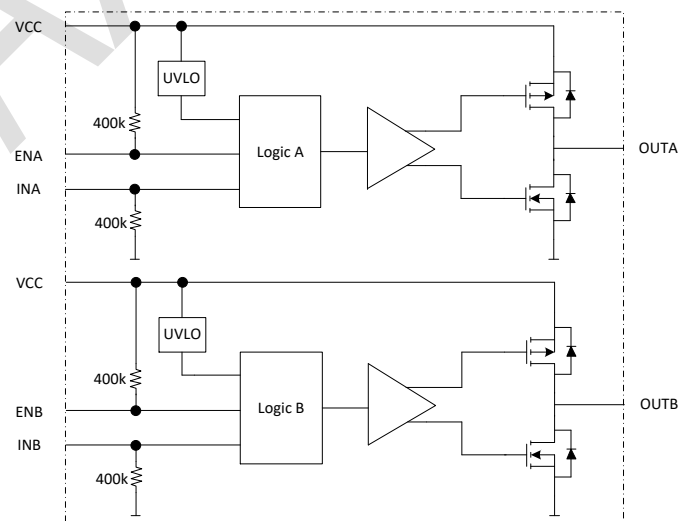 VCC
UVLO
400k
Logic A
ENA
OUTA
INA
400k
VCC
UVLO
400k
Logic B
ENB
OUTB
INB
400k